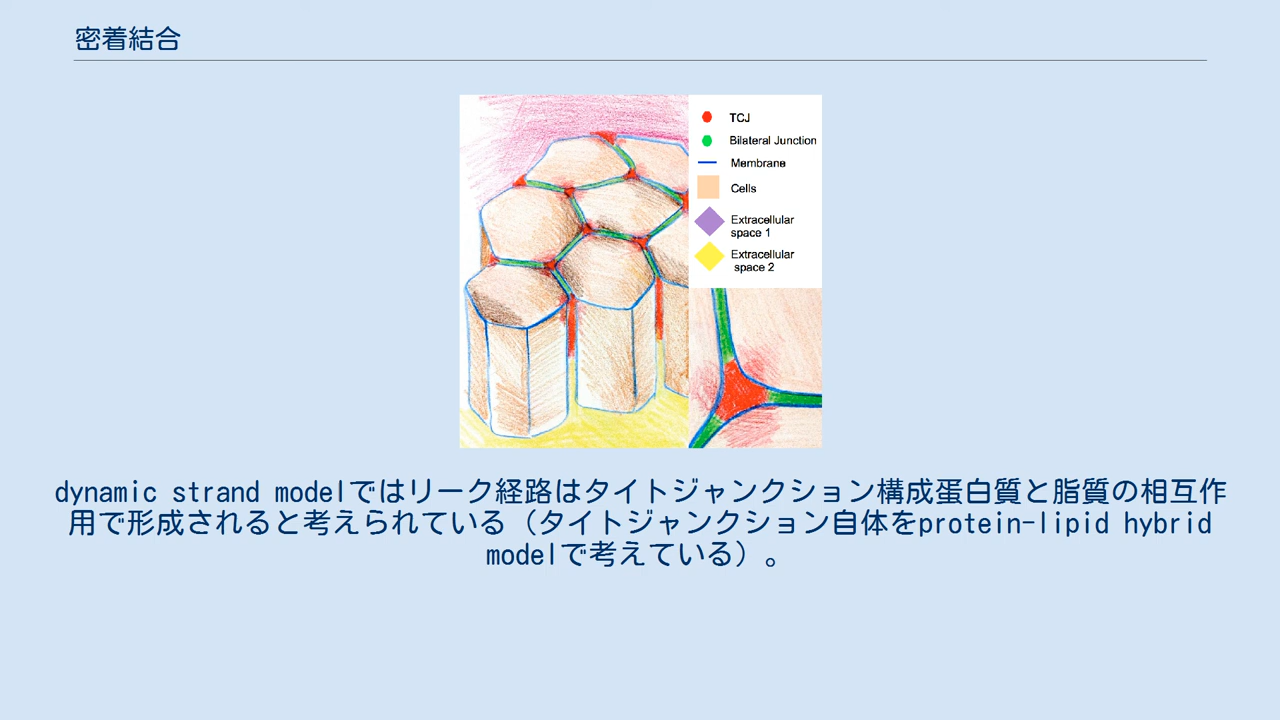 密着結合
TCJ
Bilateral Junction
Membrane
Cells
Extracellular
space 1
Extracellular
space 2
dynamic strand modelではリーク経路はタイトジャンクション構成蛋白質と脂質の相互作
用で形成されると考えられている（タイトジャンクション自体をprotein-lipid hybrid
modelで考えている）。